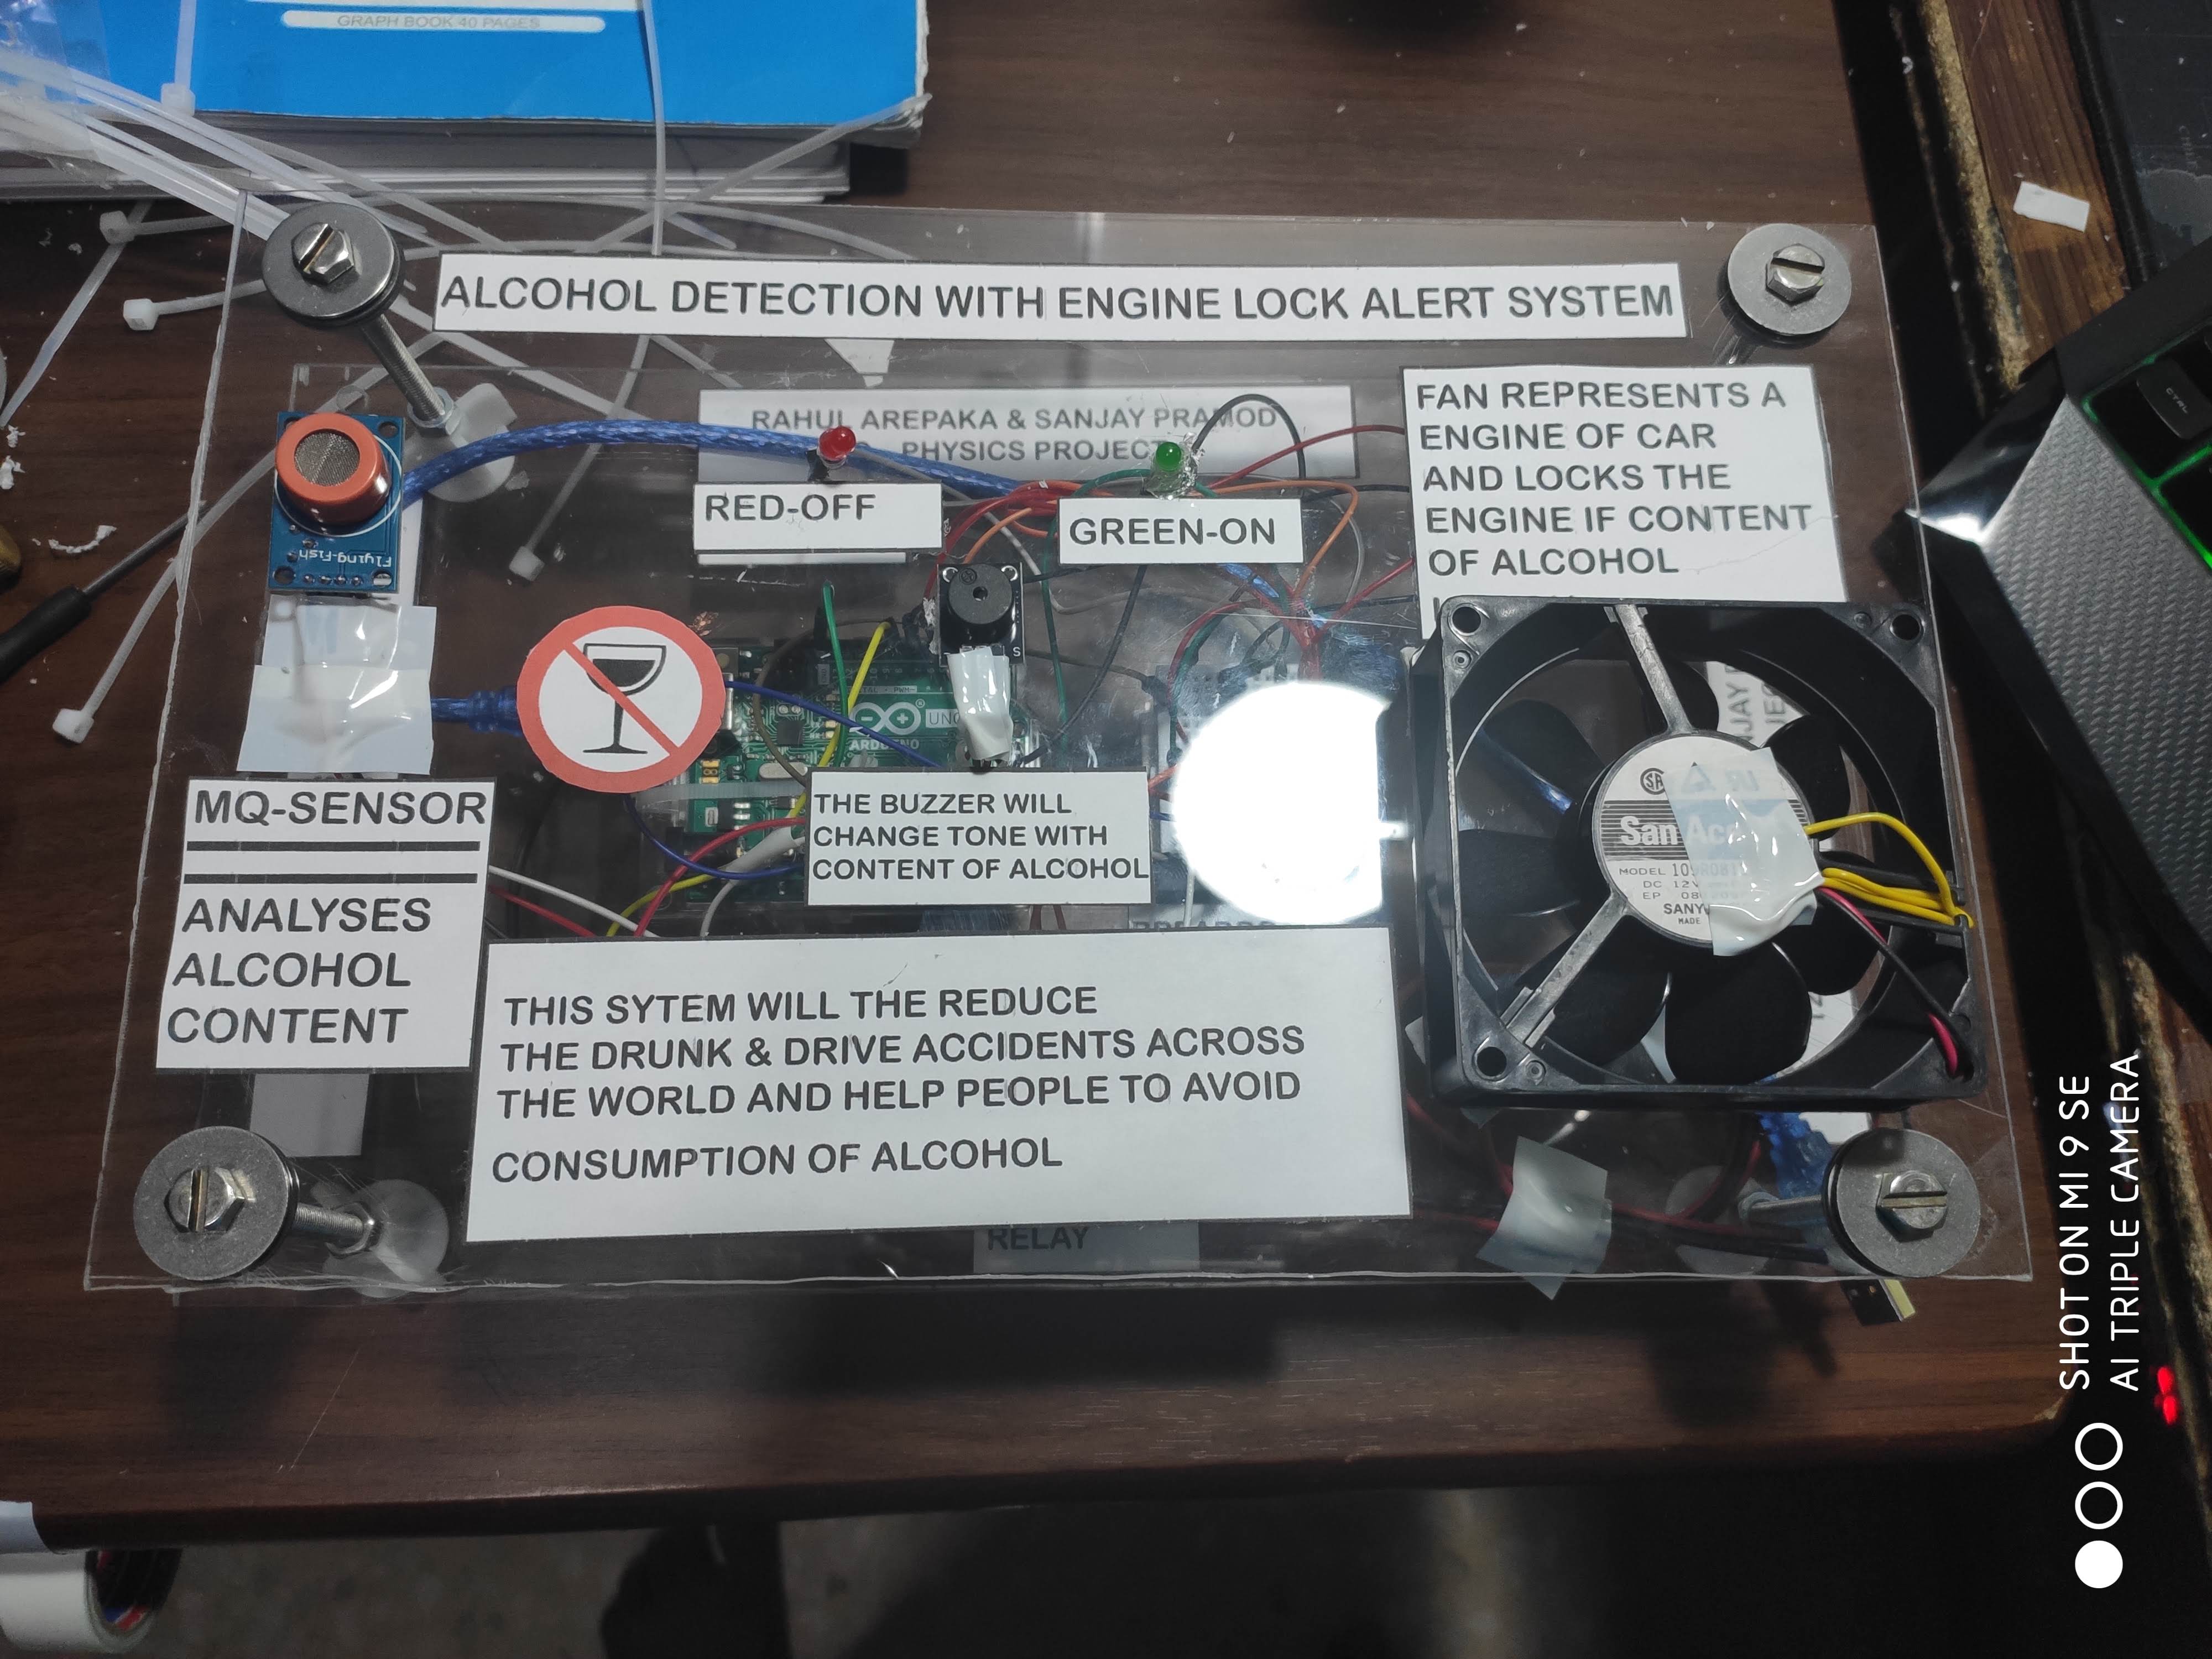 GRAPH BOOK 40 PAGES
ALCOHOL DETECTION WITH ENGINE LOCK ALERT SYSTEM
RAHUL AREPAKA & SANJAY PRAMOD
PHYSICS PROJECT
FAN REPRESENTS A
ENGINE OF CAR
AND LOCKS THE
ENGINE IF CONTENT
OF ALCOHOL
RED-OFF
GREEN-ON
Flying-Fish
S
UNO
ARDUINO
THE BUZZER WILL
CHANGE TONE WITH
CONTENT OF ALCOHOL
MQ-SENSOR
ANALYSES
ALCOHOL
CONTENT
San
MODEL
DC 12V
EP
MADE
THIS SYTEM WILL THE REDUCE
THE DRUNK & DRIVE ACCIDENTS ACROSS
THE WORLD AND HELP PEOPLE TO AVOID
CONSUMPTION OF ALCOHOL
RELAY
CTRL
SHOT ON MI 9 SE
AI TRIPLE CAMERA